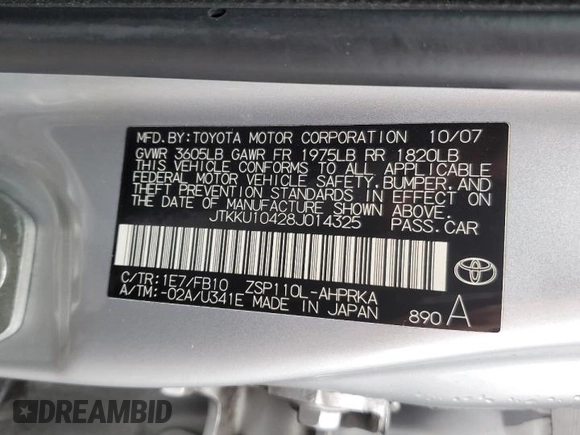 MFD.BY:TOYOTA MOTOR CORPORATION 10/07
GVWR 3605LB GAWR FR 1975LB RR 1820LB
THIS VEHICLE CONFORMS TO ALL APPLICABLE
FEDERAL MOTOR VEHICLE SAFETY,BUMPER,AND
THEFT PREVENTION STANDARDS IN EFFECT ON
THE DATE OF MANUFACTURE SHOWN ABOVE.
JTKKU10428J014325 PASS.CAR
C/TR:1E7/FB10 ZSP110L-AHPRKA
A/TM:-02A/U341E MADE IN JAPAN 890 A
DREAMBID